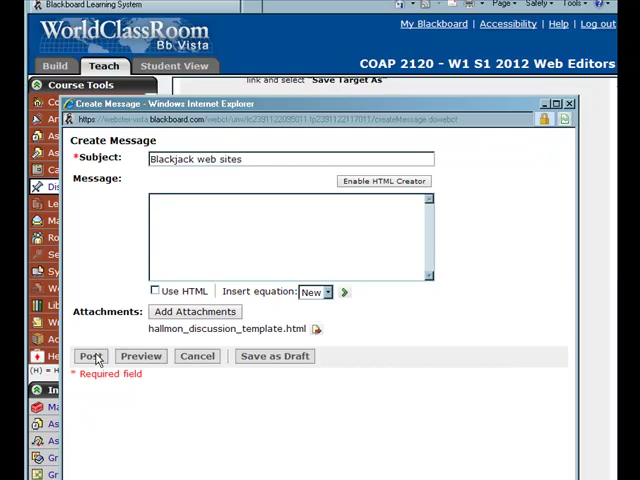 Blackboard Learning System
Page
Safety
Tools
WorldClassRoom
Bb Vista
My Blackboard | Accessibility | Help | Log out
Build
Teach
Student View
COAP 2120 - W1 S1 2012 Web Editors
Course Tools
link and select "Save Target As"
Create Message - Windows Internet Explorer
Create Message
*Subject:
Blackjack web sites
Message:
Enable HTML Creator
Use HTML
Insert equation:
New
Attachments:
Add Attachments
hallmon_discussion_template.html
Post
Preview
Cancel
Save as Draft
* Required field
(H) = H